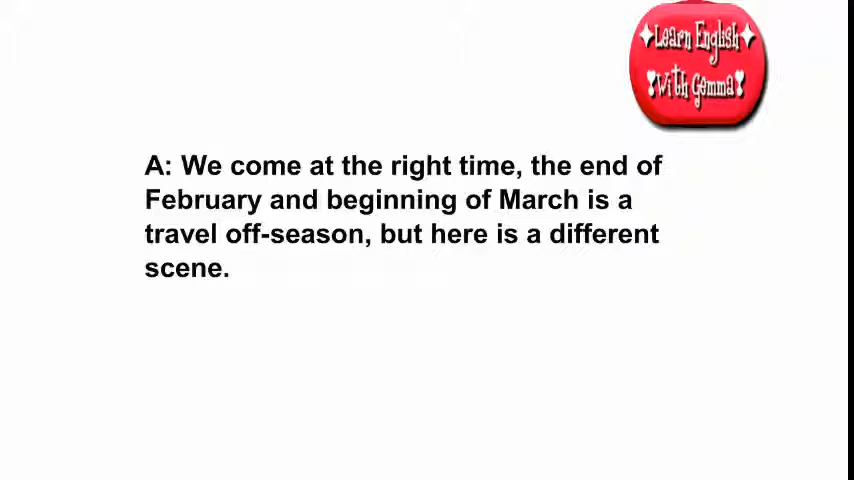 Learn English
With Gemma
A: We come at the right time, the end of
February and beginning of March is a
travel off-season, but here is a different
scene.